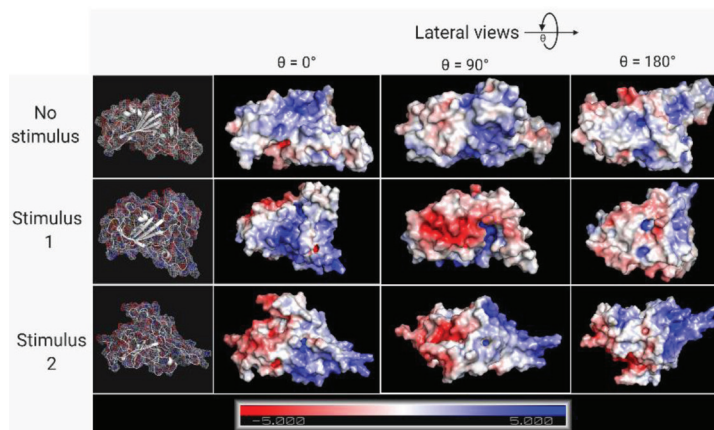 Lateral views
θ
θ = 0°
θ = 90°
θ = 180°
No
stimulus
Stimulus
1
Stimulus
2
-5.000
5.000